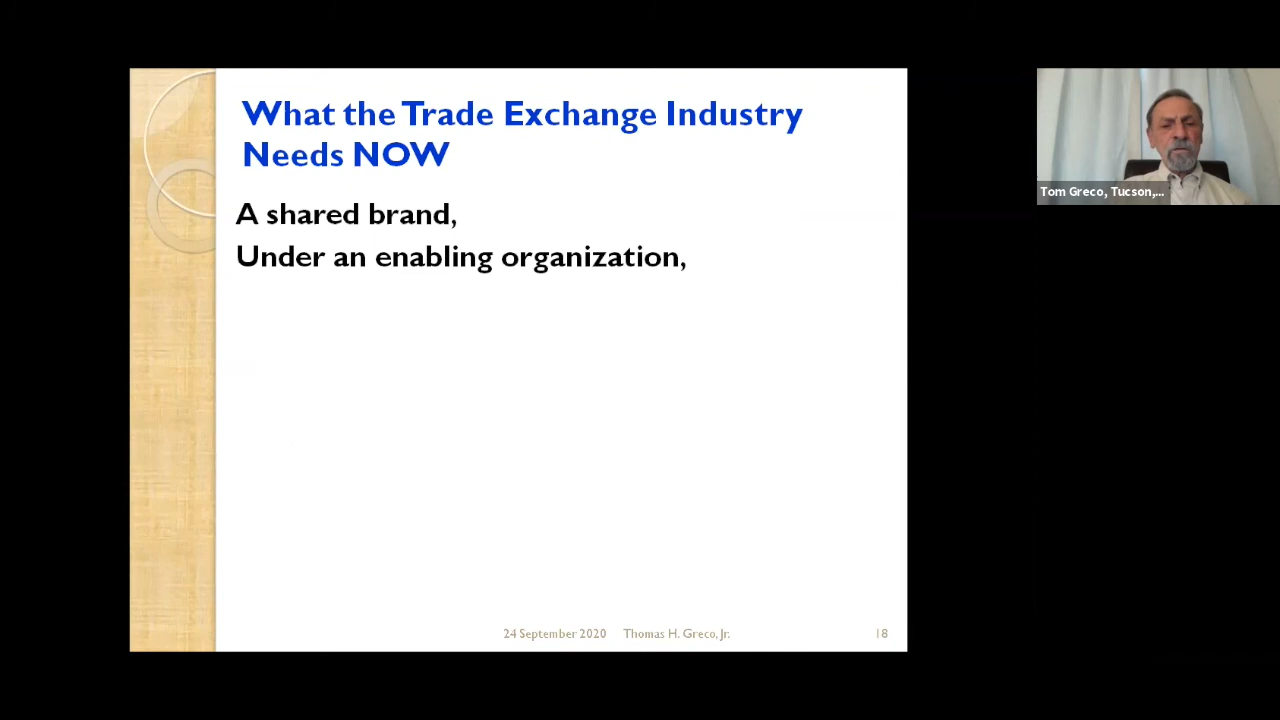 What the Trade Exchange Industry
Needs NOW
A shared brand,
Under an enabling organization,
24 September 2020 Thomas H. Greco, Jr. 18
Tom Greco, Tucson,...